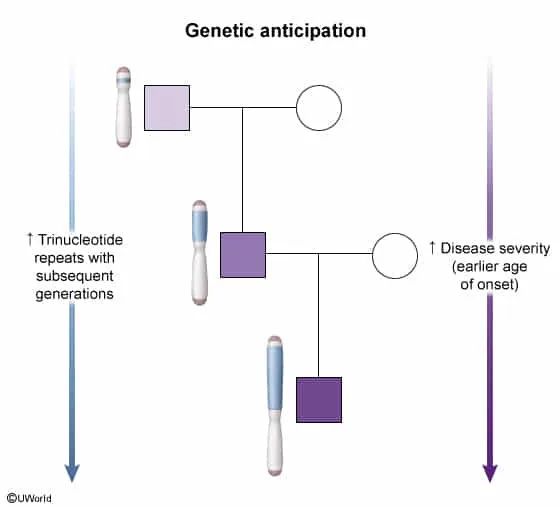 Genetic anticipation
↑ Trinucleotide
repeats with
subsequent
generations
↑ Disease severity
(earlier age
of onset)
©UWorld